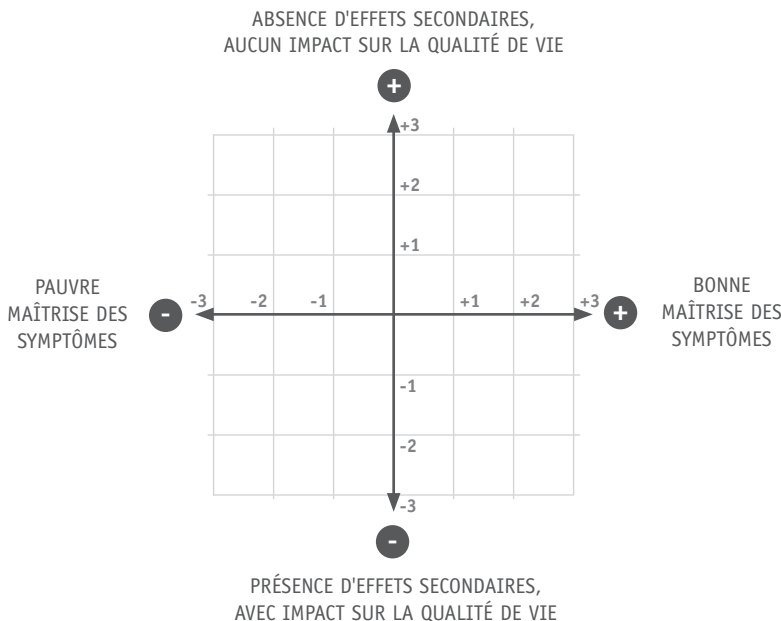 ABSENCE D'EFFETS SECONDAIRES,
AUCUN IMPACT SUR LA QUALITÉ DE VIE
+
+3
+2
+1
PAUVRE
MAÎTRISE DES
SYMPTÔMES
-
-3 -2 -1 +1 +2 +3
+
BONNE
MAÎTRISE DES
SYMPTÔMES
-1
-2
-3
-
PRÉSENCE D'EFFETS SECONDAIRES,
AVEC IMPACT SUR LA QUALITÉ DE VIE